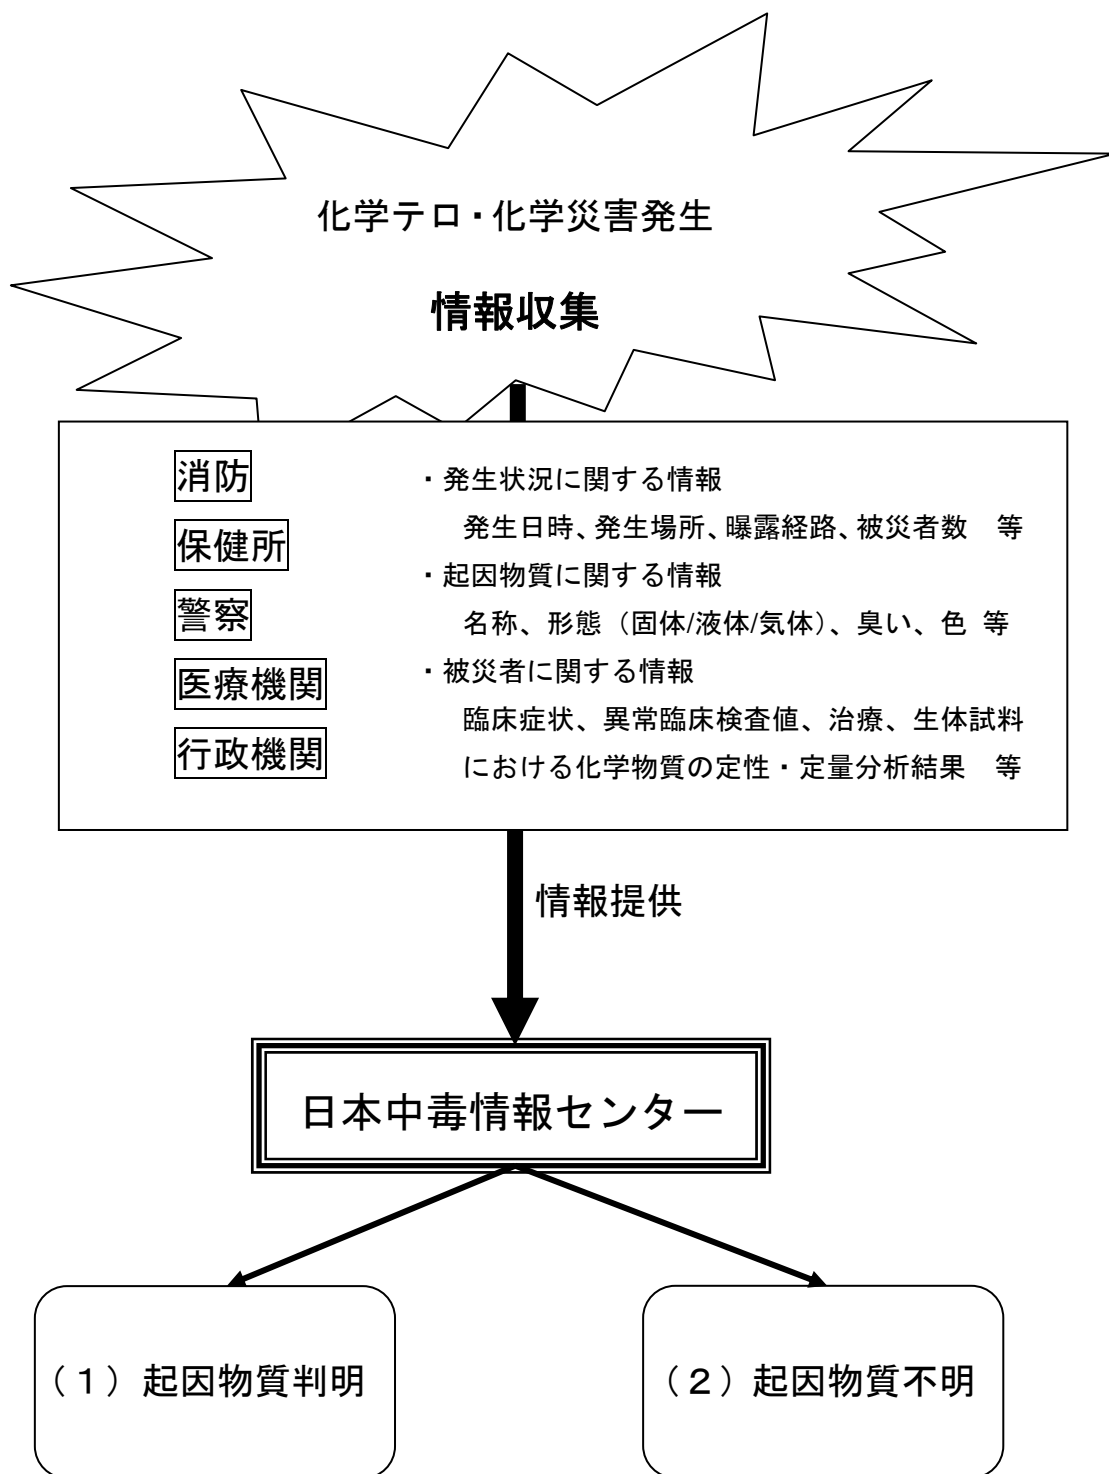 化学テロ・化学災害発生
情報収集
消防
保健所
警察
医療機関
行政機関
・発生状況に関する情報
発生日時、発生場所、曝露経路、被災者数　等
・起因物質に関する情報
名称、形態（固体/液体/気体）、臭い、色 等
・被災者に関する情報
臨床症状、異常臨床検査値、治療、生体試料
における化学物質の定性・定量分析結果　等
情報提供
日本中毒情報センター
（１）起因物質判明
（２）起因物質不明